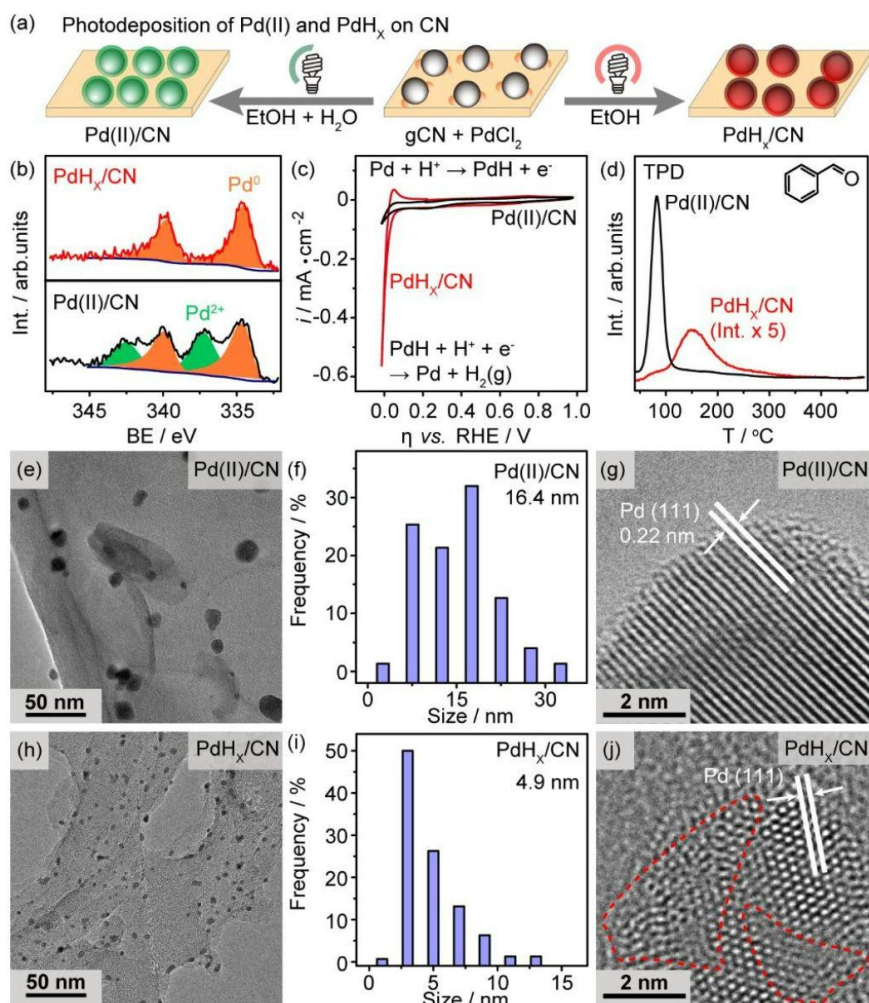 (a) Photodeposition of Pd(II) and PdHₓ on CN
EtOH + H₂O
EtOH
Pd(II)/CN
gCN + PdCl₂
PdHₓ/CN
(b)
PdHₓ/CN
Pd⁰
Pd(II)/CN
Pd²⁺
Int. / arb.units
345 340 335
BE / eV
(c)
Pd + H⁺ → PdH + e⁻
Pd(II)/CN
PdHₓ/CN
PdH + H⁺ + e⁻
→ Pd + H₂(g)
i / mA·cm⁻²
0
-0.2
-0.4
-0.6
0.0 0.2 0.4 0.6 0.8 1.0
η vs. RHE / V
(d)
TPD
O
Pd(II)/CN
PdHₓ/CN
(Int. x 5)
Int. / arb.units
100 200 300 400
T / °C
(e) Pd(II)/CN
50 nm
(f)
Pd(II)/CN
16.4 nm
Frequency / %
30
20
10
0
0 15 30
Size / nm
(g) Pd(II)/CN
Pd (111)
0.22 nm
2 nm
(h) PdHₓ/CN
50 nm
(i)
PdHₓ/CN
4.9 nm
Frequency / %
50
40
30
20
10
0
0 5 10 15
Size / nm
(j) PdHₓ/CN
Pd (111)
2 nm